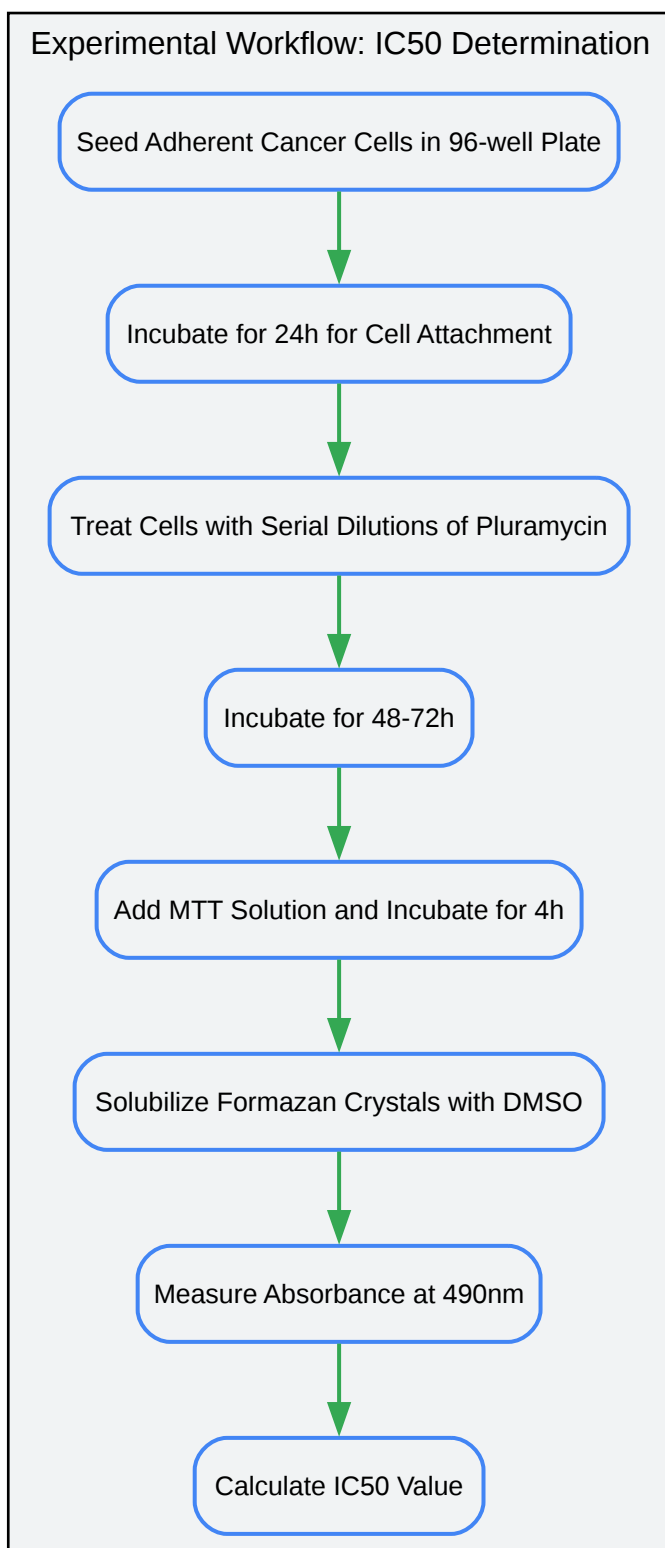 Experimental Workflow: IC50 Determination
Seed Adherent Cancer Cells in 96-well Plate
Incubate for 24h for Cell Attachment
Treat Cells with Serial Dilutions of Pluramycin
Incubate for 48-72h
Add MTT Solution and Incubate for 4h
Solubilize Formazan Crystals with DMSO
Measure Absorbance at 490nm
Calculate IC50 Value